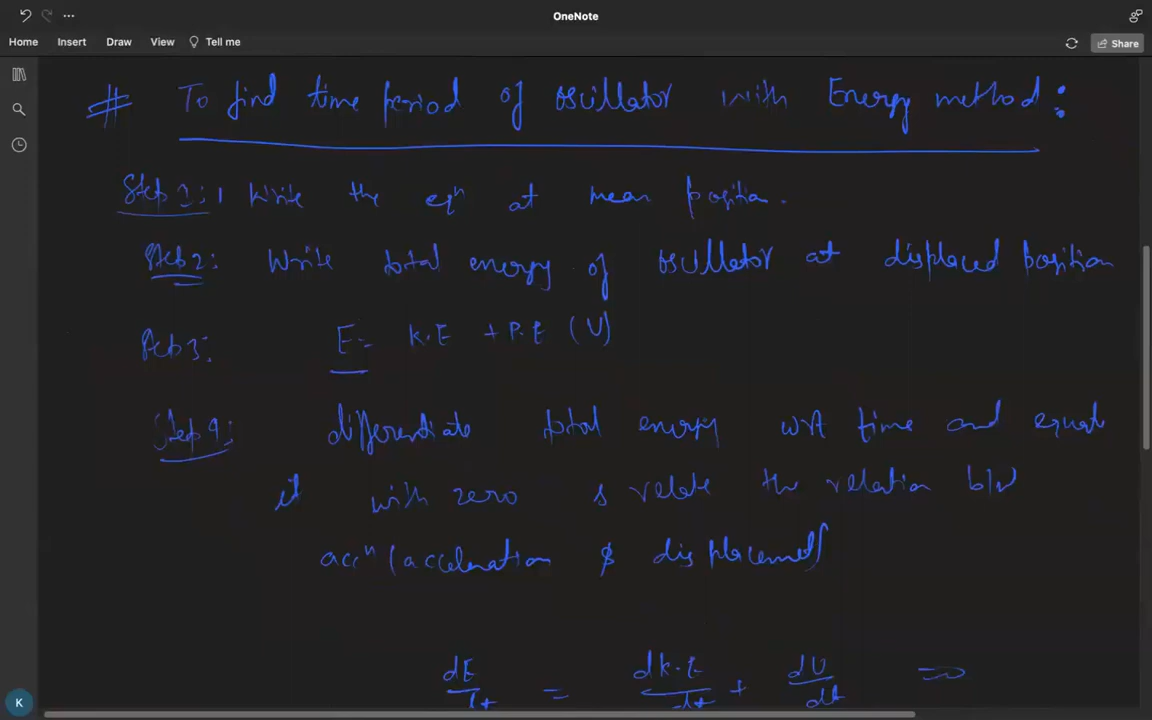 OneNote
Home Insert Draw View Tell me Share
# To find time period of oscillator with Energy method :
Step 1: Write the eqn at mean position.
Step 2: Write total energy of oscillator at displaced position
Step 3: E = K.E + P.E (U)
Step 4: differentiate total energy wrt time and equat
it with zero & relate the relation b/w
accn (accleration & displacement)
dE/dt = dK.E/dt + dU/dt =0
K